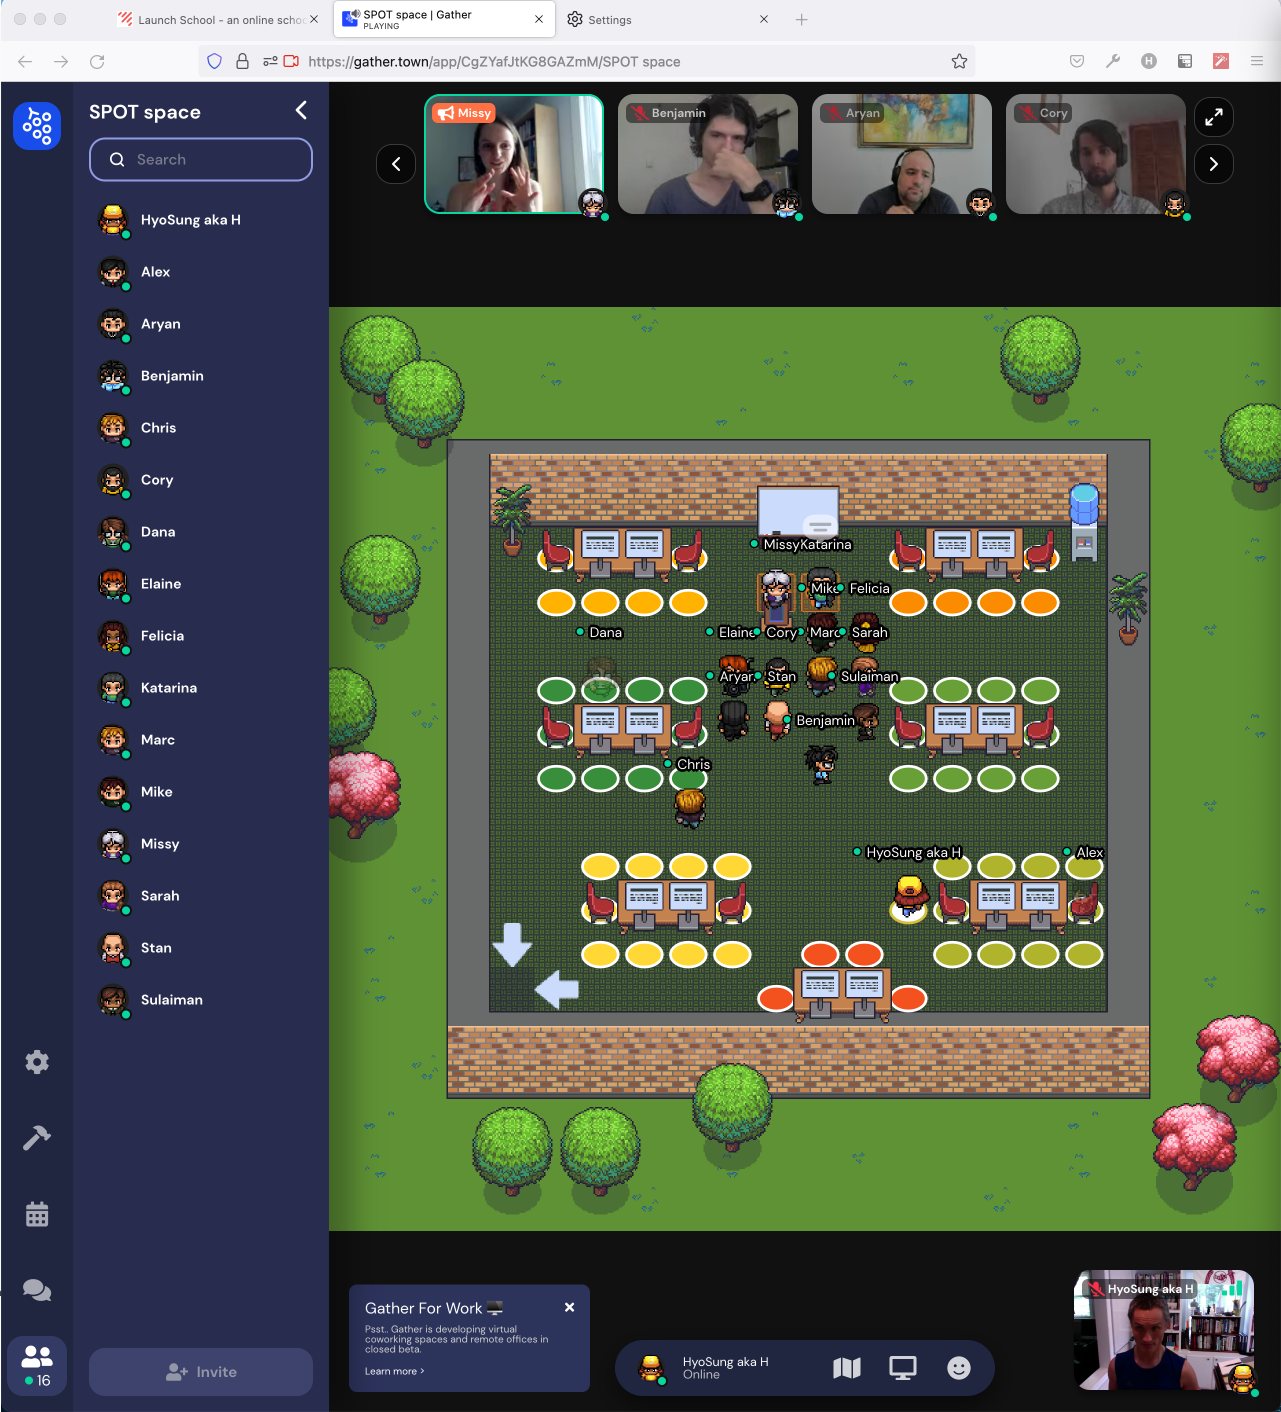 Launch School - an online schoo
SPOT space | Gather
PLAYING
Settings
https://gather.town/app/CgZYafJtKG8GAZmM/SPOT space
SPOT space
Search
HyoSung aka H
Alex
Aryan
Benjamin
Chris
Cory
Dana
Elaine
Felicia
Katarina
Marc
Mike
Missy
Sarah
Stan
Sulaiman
16
Invite
Missy
Benjamin
Aryan
Cory
MissyKatarina
Mike Felicia
Dana Elaine Cory Marc Sarah
Aryan Stan Sulaiman
Benjamin
Chris
HyoSung aka H Alex
Gather For Work
Psst.. Gather is developing virtual
coworking spaces and remote offices in
closed beta.
Learn more >
HyoSung aka H
Online
HyoSung aka H
H